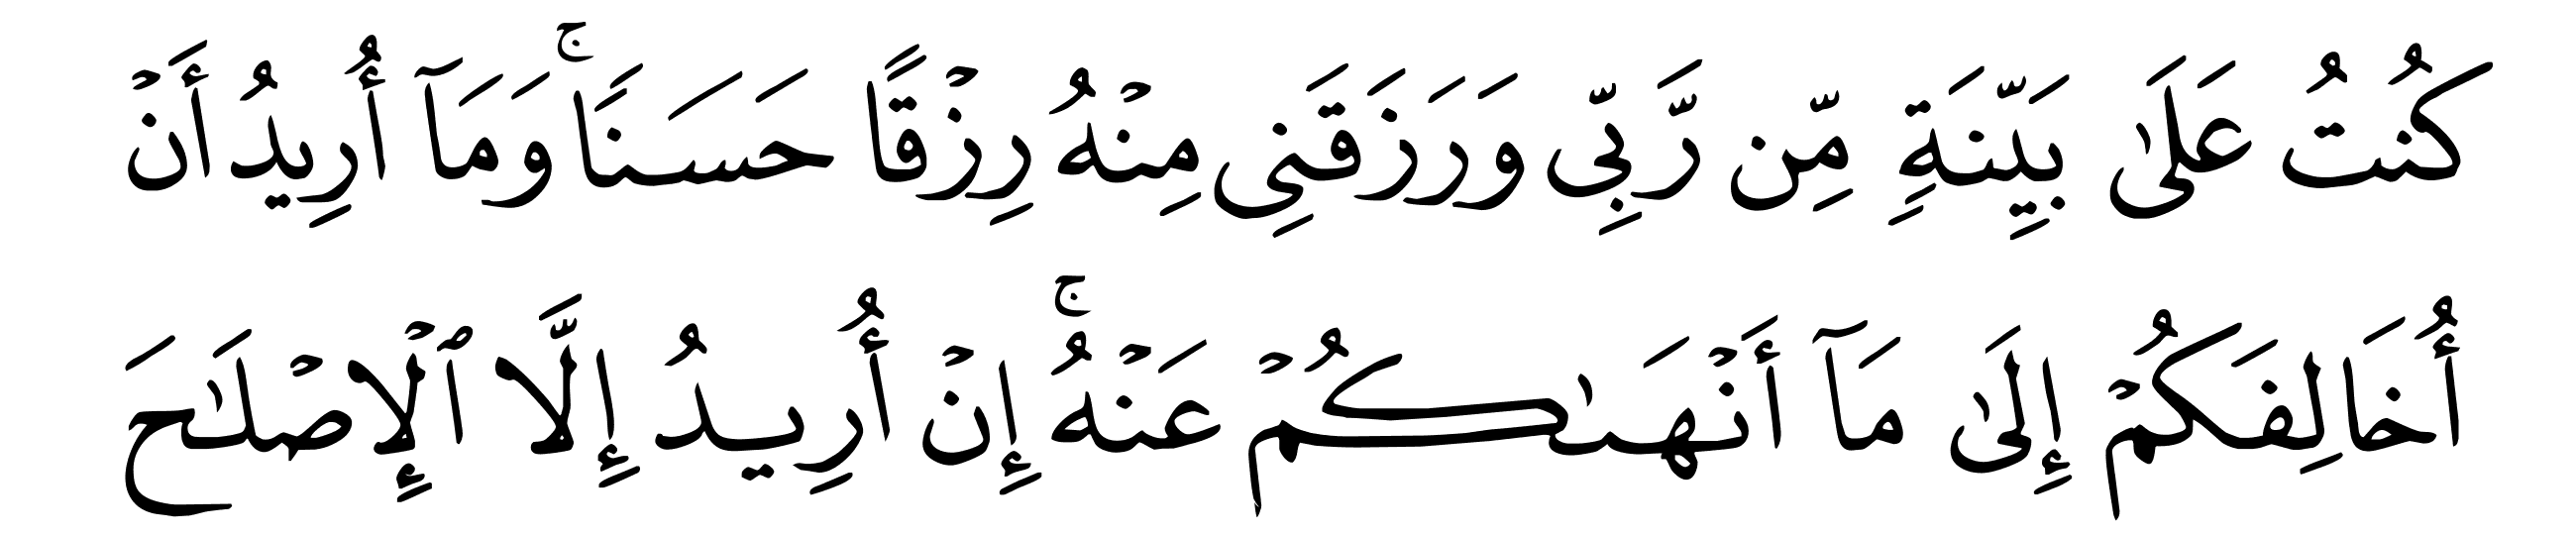 كُنتُ عَلَىٰ بَيِّنَةٍ مِّن رَّبِّى وَرَزَقَنِى مِنْهُ رِزْقًا حَسَنًا ۚ وَمَآ أُرِيدُ أَنْ
أُخَالِفَكُمْ إِلَىٰ مَآ أَنْهَىٰكُمْ عَنْهُ ۚ إِنْ أُرِيدُ إِلَّا ٱلْإِصْلَـٰحَ